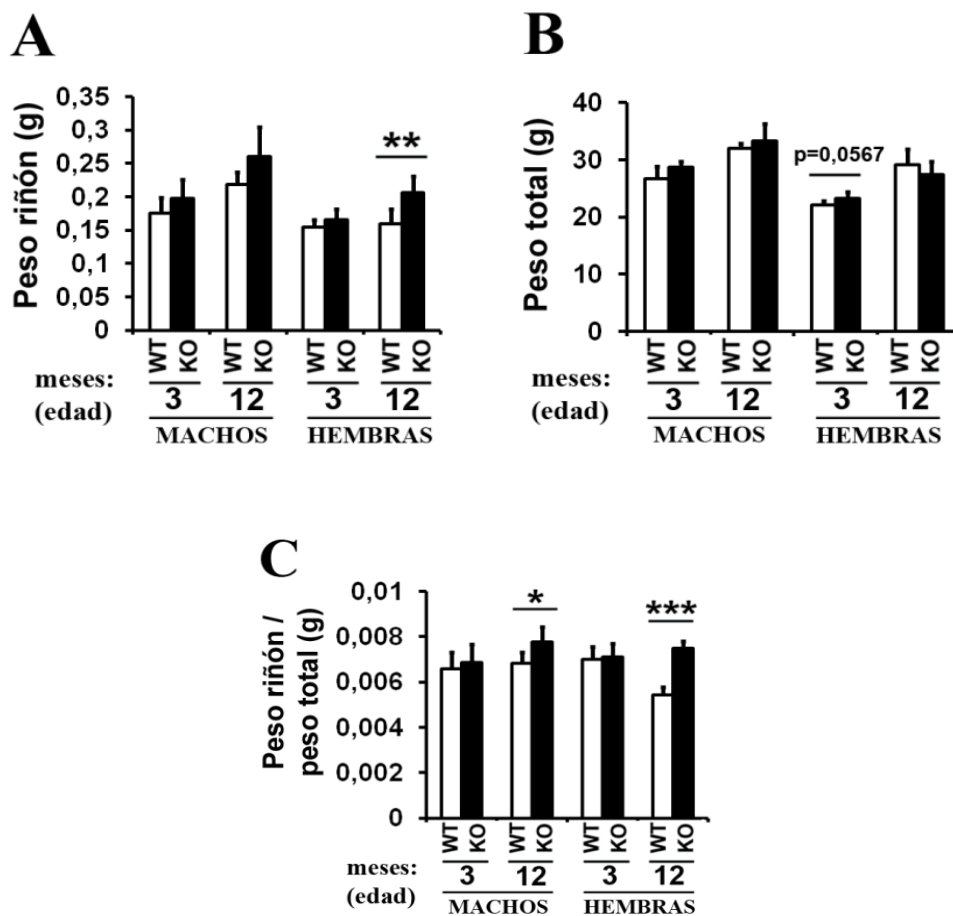 A
Peso riñón (g)
0,35
0,3
0,25
0,2
0,15
0,1
0,05
0
**
WT KO WT KO WT KO WT KO
meses:
(edad)
3 12 3 12
MACHOS HEMBRAS
B
Peso total (g)
40
30
20
10
0
p=0,0567
WT KO WT KO WT KO WT KO
meses:
(edad)
3 12 3 12
MACHOS HEMBRAS
C
Peso riñón /
peso total (g)
0,01
0,008
0,006
0,004
0,002
0
*
***
WT KO WT KO WT KO WT KO
meses:
(edad)
3 12 3 12
MACHOS HEMBRAS